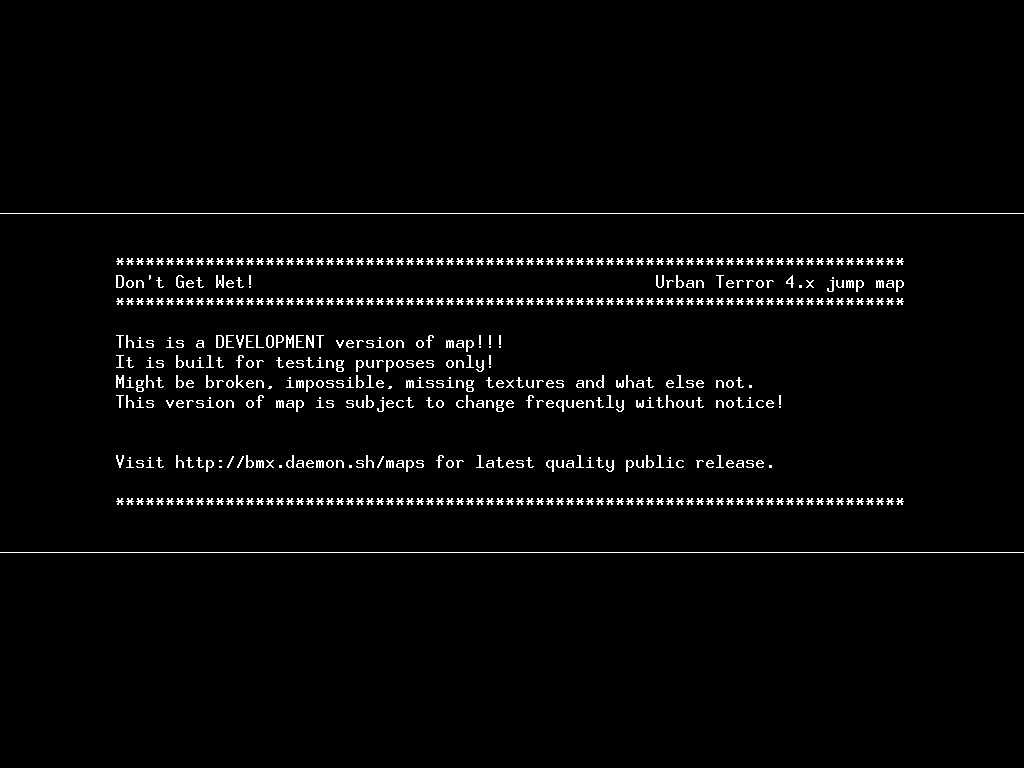 *******************************************************************************
Don't Get Wet!                                        Urban Terror 4.x jump map
*******************************************************************************
This is a DEVELOPMENT version of map!!!
It is built for testing purposes only!
Might be broken, impossible, missing textures and what else not.
This version of map is subject to change frequently without notice!
Visit http://bmx.daemon.sh/maps for latest quality public release.
*******************************************************************************